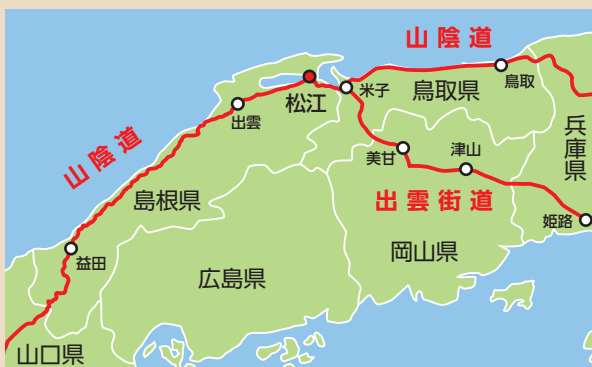 山陰道
鳥取
米子
鳥取県
松江
出雲
兵庫県
山陰道
美甘
津山
島根県
出雲街道
姫路
岡山県
益田
広島県
山口県